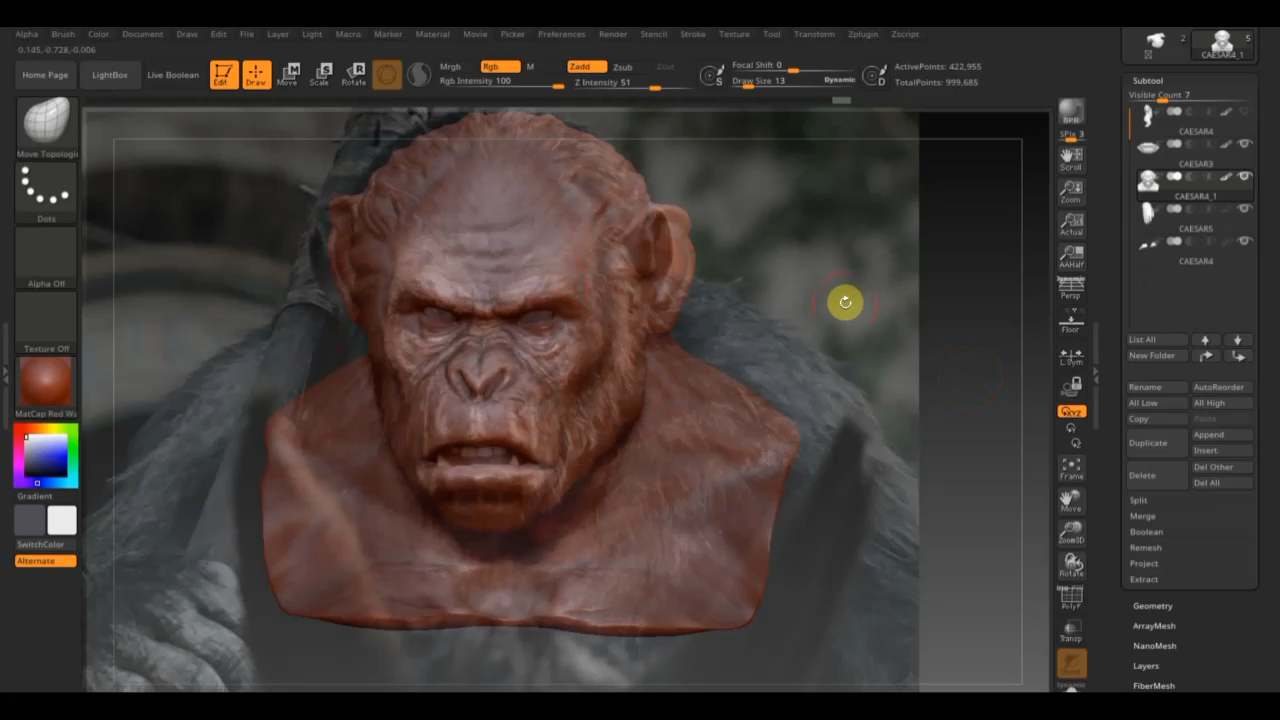 Alpha Brush Color Document Draw Edit File Layer Light Macro Marker Material Movie Picker Preferences Render Stencil Stroke Texture Tool Transform Zplugin Zscript
0.145,-0.728,-0.006
Home Page
LightBox
Live Boolean
Edit
Draw
Move
Scale
Rotate
Mrgb Rgb M
Rgb Intensity 100
Zadd Zsub
Z Intensity 51
S
Focal Shift 0
Draw Size 13 Dynamic
D
ActivePoints: 422,955
TotalPoints: 999,685
Move Topologi
Dots
Alpha Off
Texture Off
MatCap Red Wa
Gradient
SwitchColor
Alternate
BPR
SPix 3
Scroll
Zoom
Actual
AAHalf
Dynamic
Persp
Floor
L.Sym
XYZ
Frame
Move
Zoom3D
Rotate
PolyF
Transp
2
5
CAESAR4_1
Subtool
Visible Count 7
CAESAR4
CAESAR3
CAESAR4_1
CAESAR5
CAESAR4
List All
New Folder
Rename AutoReorder
All Low All High
Copy Paste
Duplicate
Append
Insert
Delete
Del Other
Del All
Split
Merge
Boolean
Remesh
Project
Extract
Geometry
ArrayMesh
NanoMesh
Layers
FiberMesh